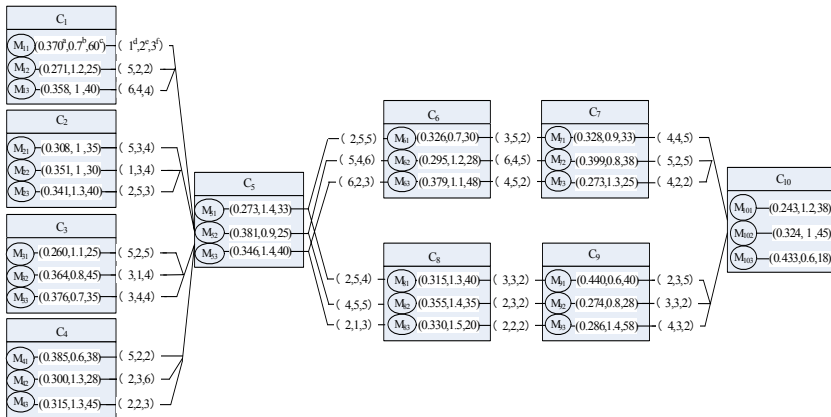 C1
M11 (0.370a,0.7b,60c) ( 1d,2e,3f)
M12 (0.271,1.2,25) ( 5,2,2)
M13 (0.358, 1 ,40) ( 6,4,4)
C2
M21 (0.308, 1 ,35) ( 5,3,4)
M22 (0.351, 1 ,30) ( 1,3,4)
M23 (0.341,1.3,40) ( 2,5,3)
C3
M31 (0.260,1.1,25) ( 5,2,5)
M32 (0.364,0.8,45) ( 3,1,4)
M33 (0.376,0.7,35) ( 3,4,4)
C4
M41 (0.385,0.6,38) ( 5,2,2)
M42 (0.300,1.3,28) ( 2,3,6)
M43 (0.315,1.3,45) ( 2,2,3)
C5
M51 (0.273,1.4,33)
M52 (0.381,0.9,25)
M53 (0.346,1.4,40)
C6
( 2,5,5) M61 (0.326,0.7,30) ( 3,5,2)
( 5,4,6) M62 (0.295,1.2,28) ( 6,4,5)
( 6,2,3) M63 (0.379,1.1,48) ( 4,5,2)
C7
M71 (0.328,0.9,33) ( 4,4,5)
M72 (0.399,0.8,38) ( 5,2,5)
M73 (0.273,1.3,25) ( 4,2,2)
C8
( 2,5,4) M81 (0.315,1.3,40) ( 3,3,2)
( 4,5,5) M82 (0.355,1.4,35) ( 2,3,2)
( 2,1,3) M83 (0.330,1.5,20) ( 2,2,2)
C9
M91 (0.440,0.6,40) ( 2,3,5)
M92 (0.274,0.8,28) ( 3,3,2)
M93 (0.286,1.4,58) ( 4,3,2)
C10
M101 (0.243,1.2,38)
M102 (0.324, 1 ,45)
M103 (0.433,0.6,18)